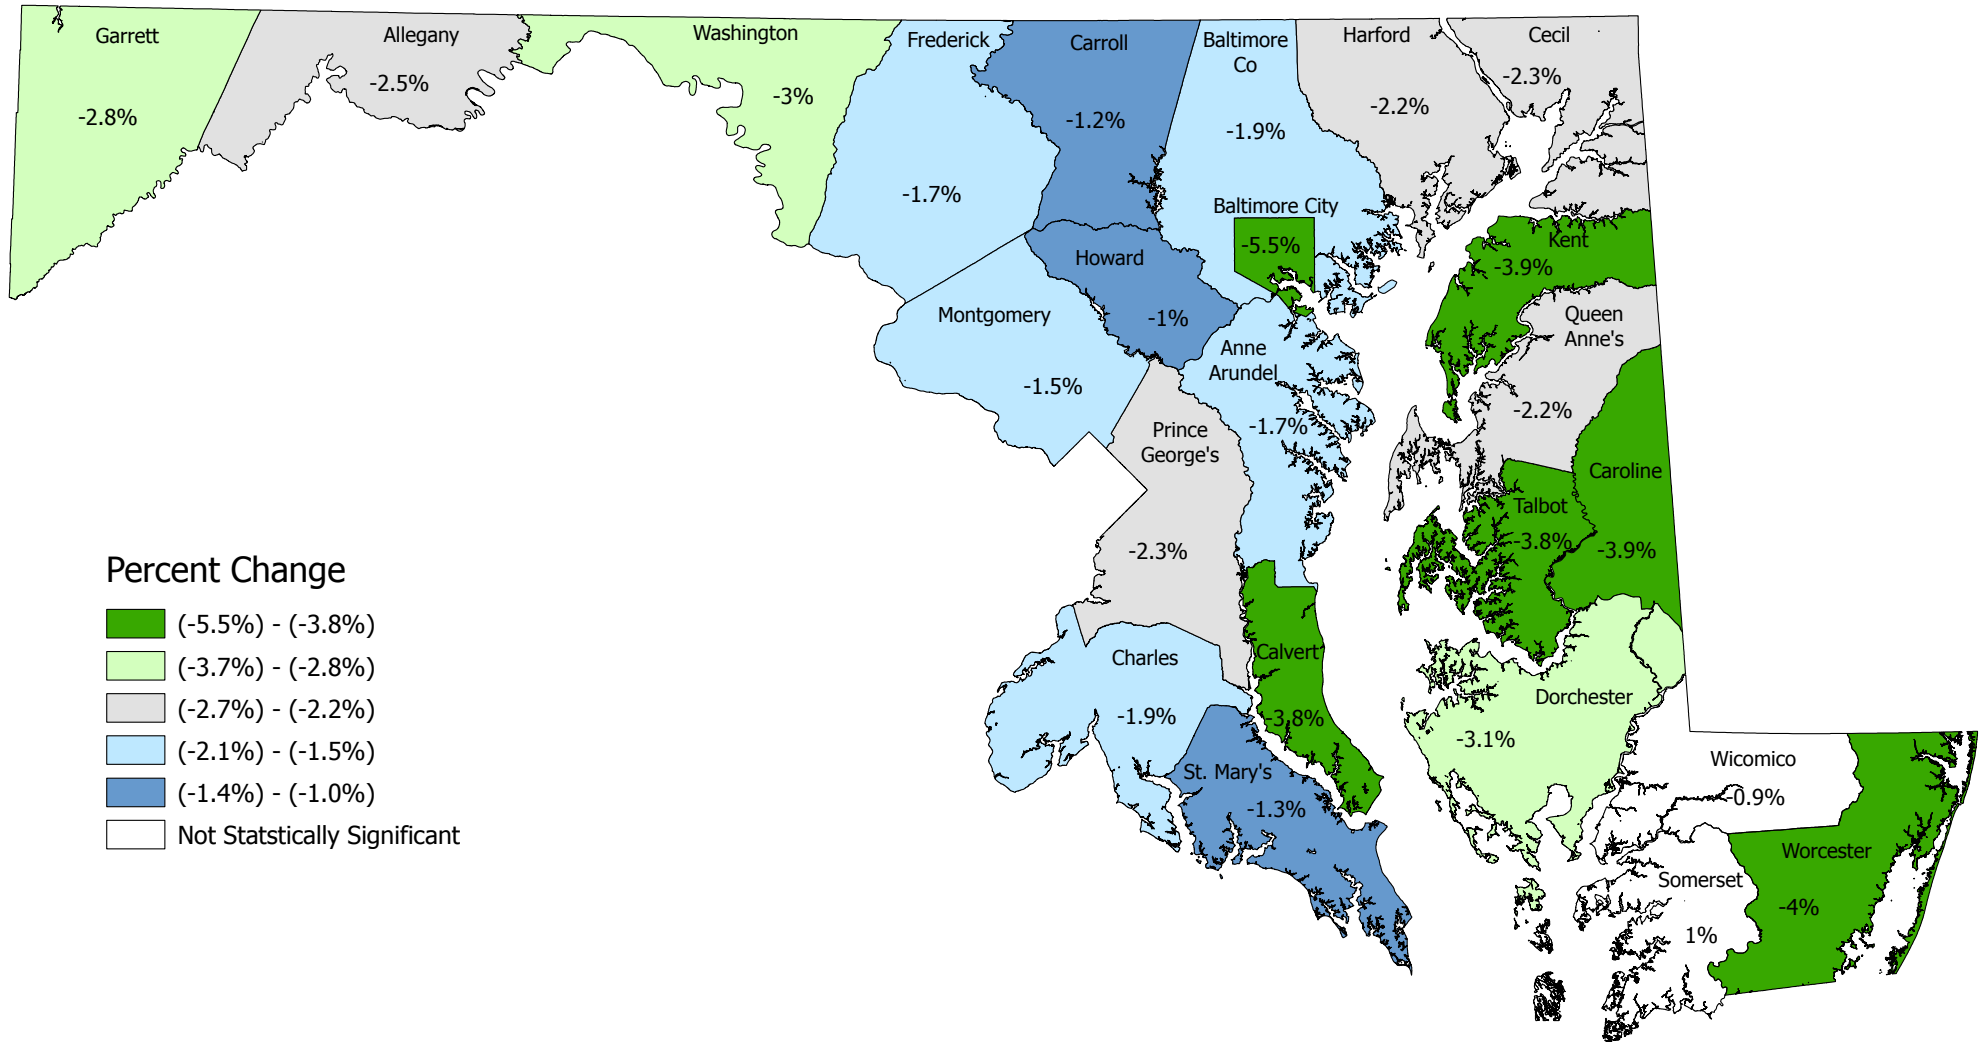 Garrett
-2.8%
Allegany
-2.5%
Washington
-3%
Frederick
-1.7%
Carroll
-1.2%
Baltimore
Co
-1.9%
Harford
-2.2%
Cecil
-2.3%
Baltimore City
-5.5%
Kent
-3.9%
Howard
-1%
Montgomery
-1.5%
Anne
Arundel
-1.7%
Queen
Anne's
-2.2%
Prince
George's
-2.3%
Caroline
-3.9%
Talbot
-3.8%
Charles
-1.9%
Calvert
-3.8%
St. Mary's
-1.3%
Dorchester
-3.1%
Wicomico
-0.9%
Somerset
1%
Worcester
-4%
Percent Change
(-5.5%) - (-3.8%)
(-3.7%) - (-2.8%)
(-2.7%) - (-2.2%)
(-2.1%) - (-1.5%)
(-1.4%) - (-1.0%)
Not Statstically Significant